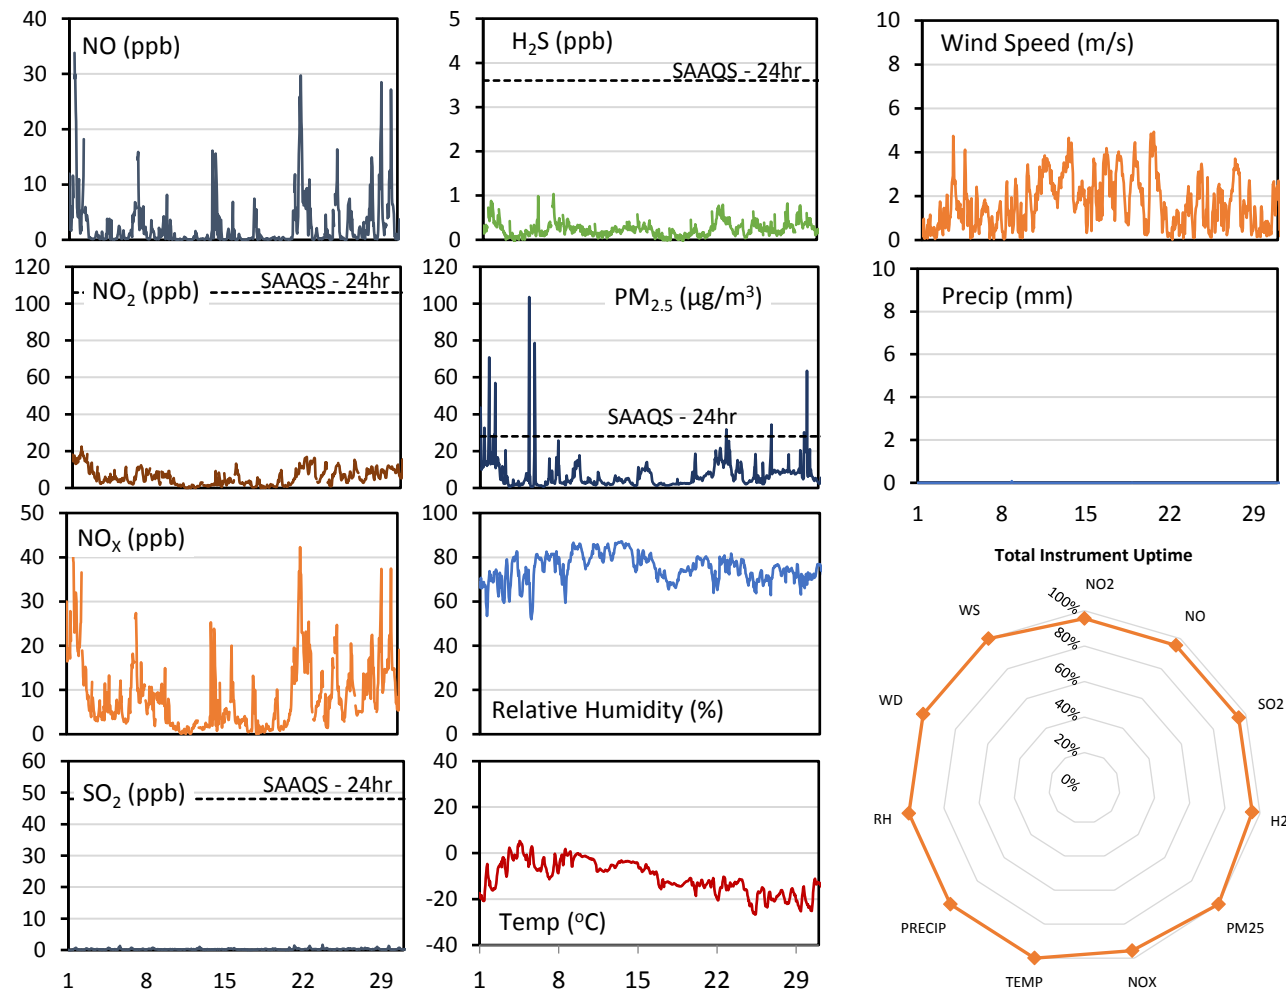 NO (ppb)
40
30
20
10
0
H₂S (ppb)
SAAQS - 24hr
5
4
3
2
1
0
Wind Speed (m/s)
10
8
6
4
2
0
NO₂ (ppb)
SAAQS - 24hr
120
100
80
60
40
20
0
PM₂.₅ (µg/m³)
SAAQS - 24hr
120
100
80
60
40
20
0
Precip (mm)
10
8
6
4
2
0
1 8 15 22 29
NOₓ (ppb)
50
40
30
20
10
0
Relative Humidity (%)
100
80
60
40
20
0
SO₂ (ppb)
SAAQS - 24hr
60
50
40
30
20
10
0
1 8 15 22 29
Temp (°C)
40
20
0
-20
-40
1 8 15 22 29
Total Instrument Uptime
NO2
NO
SO2
H2
PM25
NOX
TEMP
PRECIP
RH
WD
WS
100%
80%
60%
40%
20%
0%